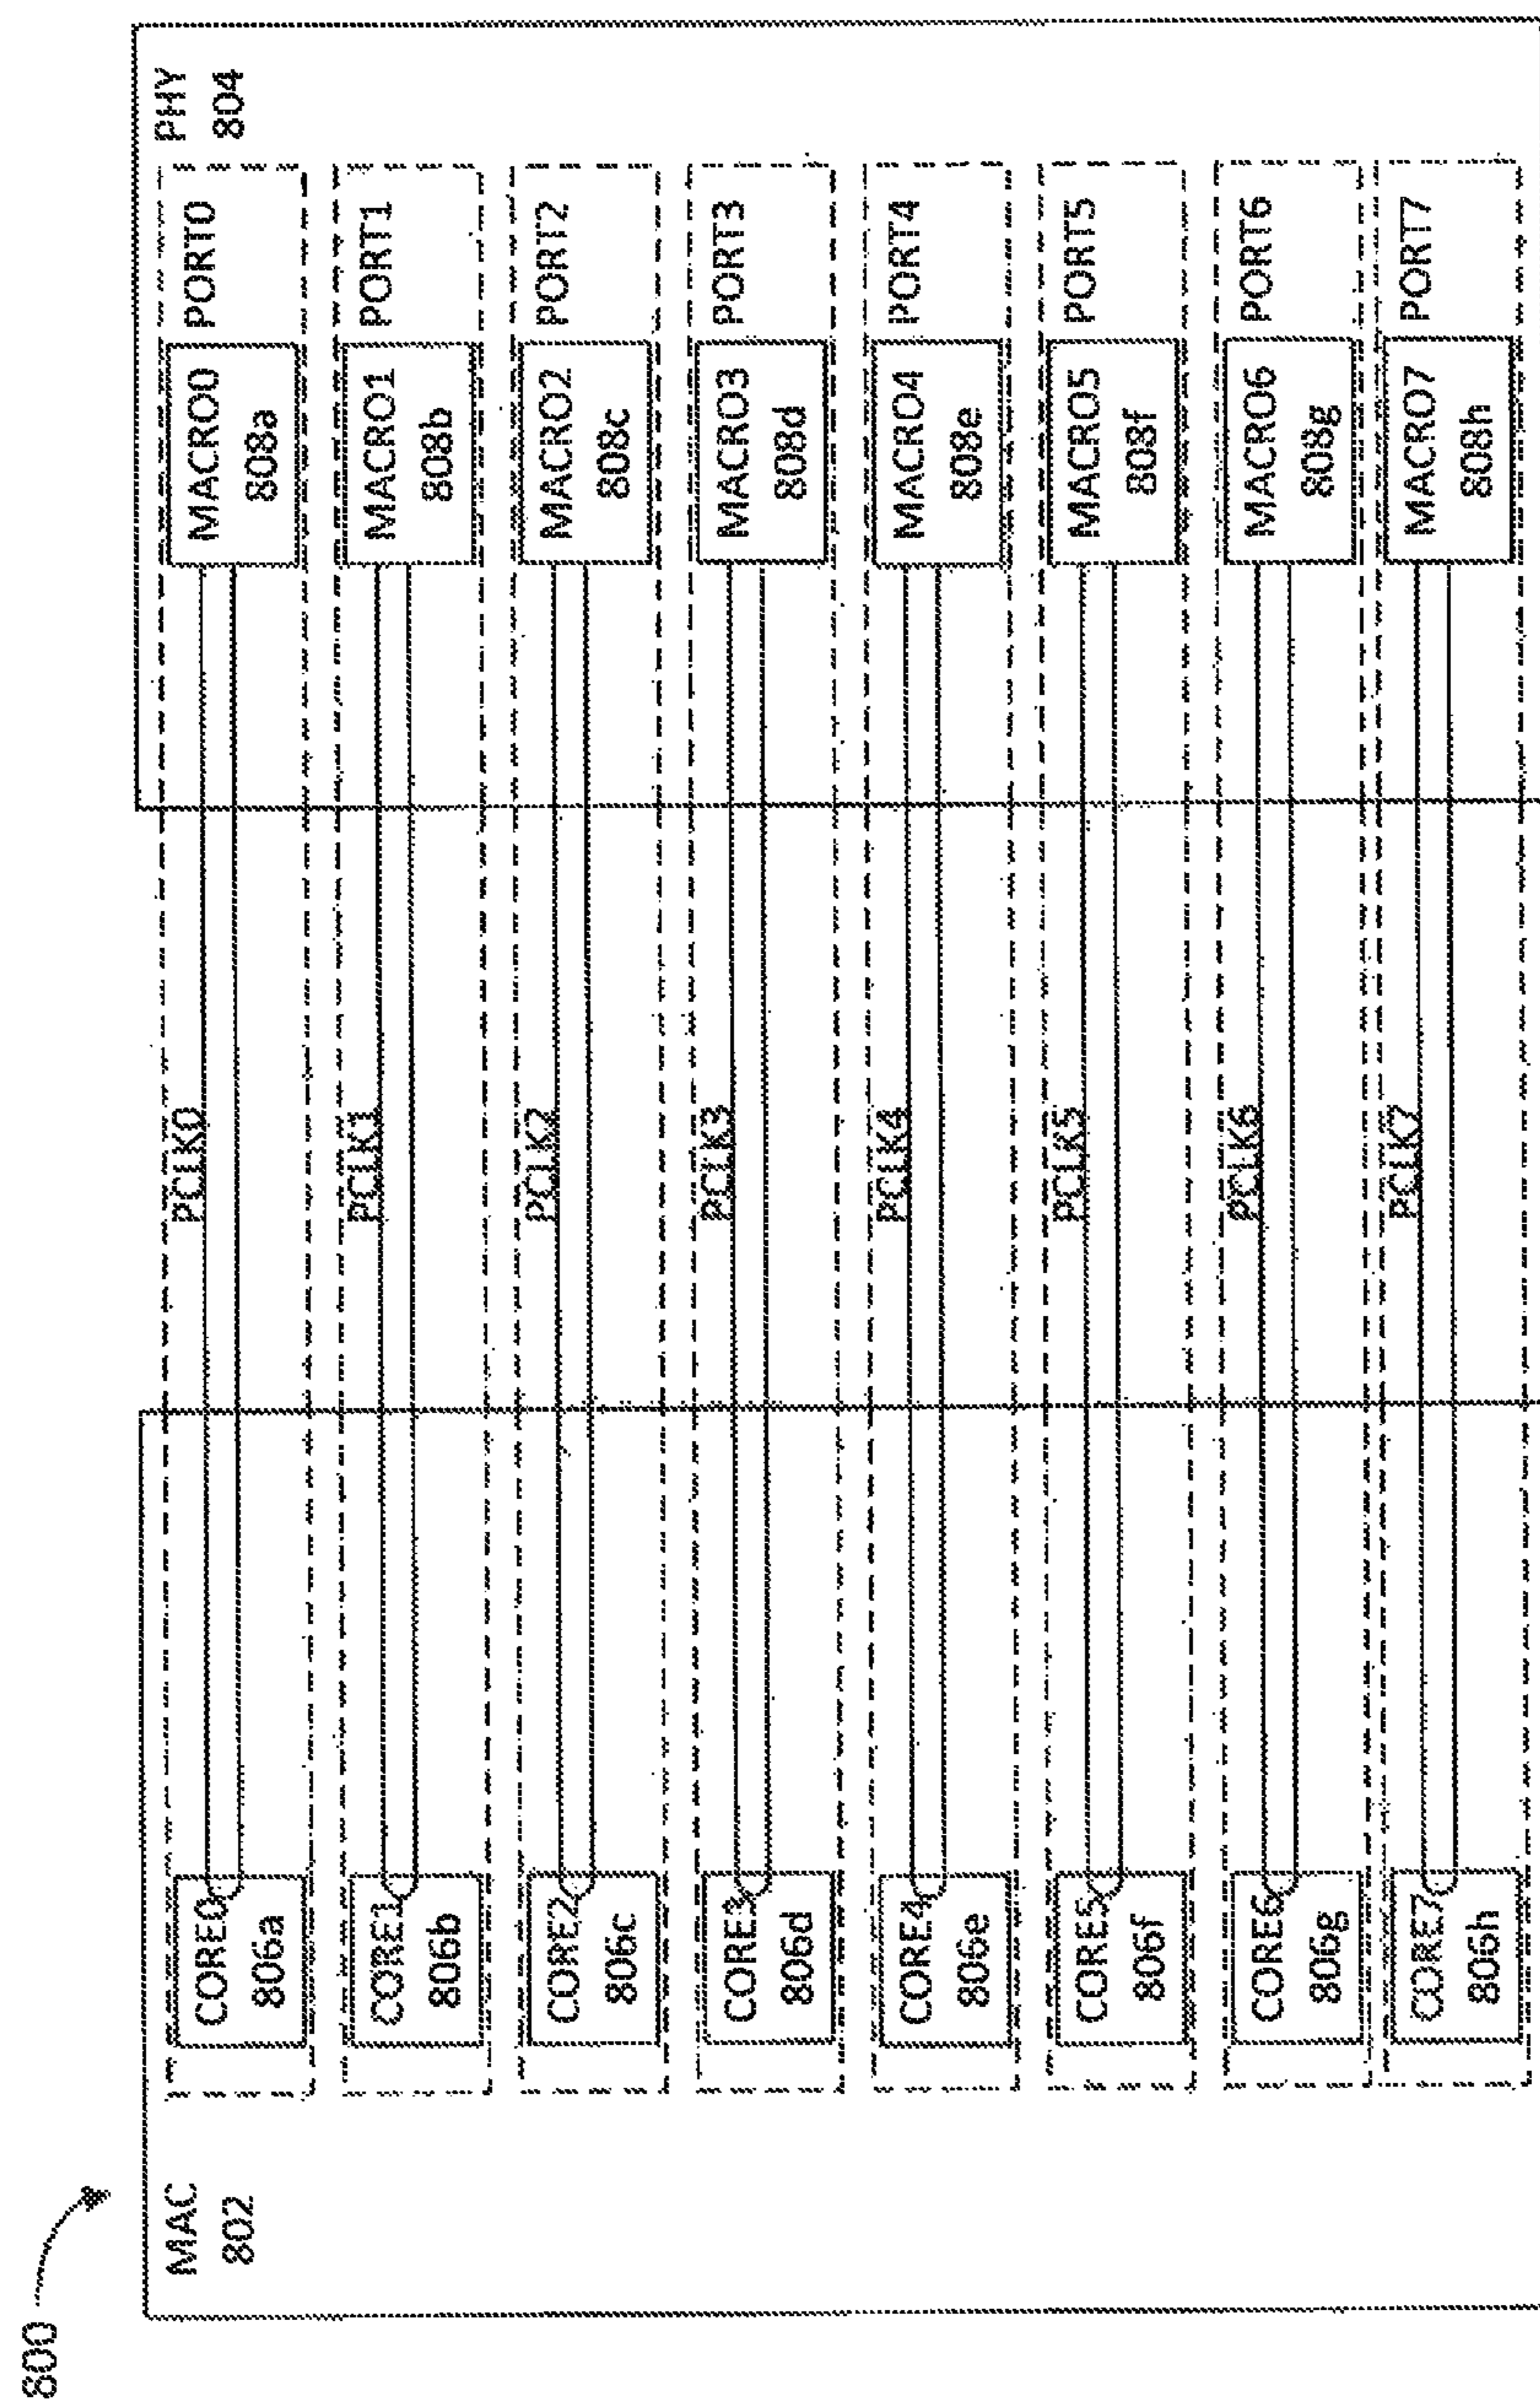 800
MAC
802
PHY
804
CORE0
806a
PCLK0
MACRO0
808a
PORT0
CORE1
806b
PCLK1
MACRO1
808b
PORT1
CORE2
806c
PCLK2
MACRO2
808c
PORT2
CORE3
806d
PCLK3
MACRO3
808d
PORT3
CORE4
806e
PCLK4
MACRO4
808e
PORT4
CORE5
806f
PCLK5
MACRO5
808f
PORT5
CORE6
806g
PCLK6
MACRO6
808g
PORT6
CORE7
806h
PCLK7
MACRO7
808h
PORT7